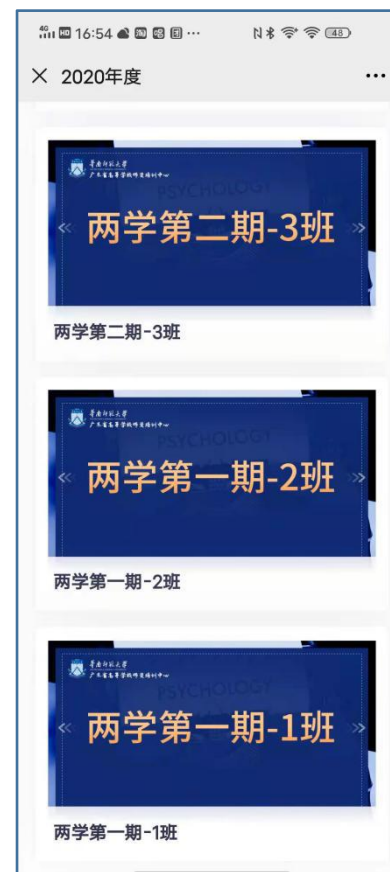 4G HD 16:54 48
2020年度
华南师范大学
广东省高等学校师资培训中心
PSYCHOLOGY
两学第二期-3班
两学第二期-3班
华南师范大学
广东省高等学校师资培训中心
PSYCHOLOGY
两学第一期-2班
两学第一期-2班
华南师范大学
广东省高等学校师资培训中心
PSYCHOLOGY
两学第一期-1班
两学第一期-1班